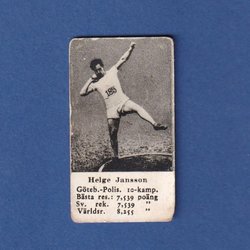 Helge Jansson
Göteb.-Polis. 10-kamp.
Bästa res.: 7,539 poäng
Sv. rek. 7,539 "
Världsr. 8,255 "